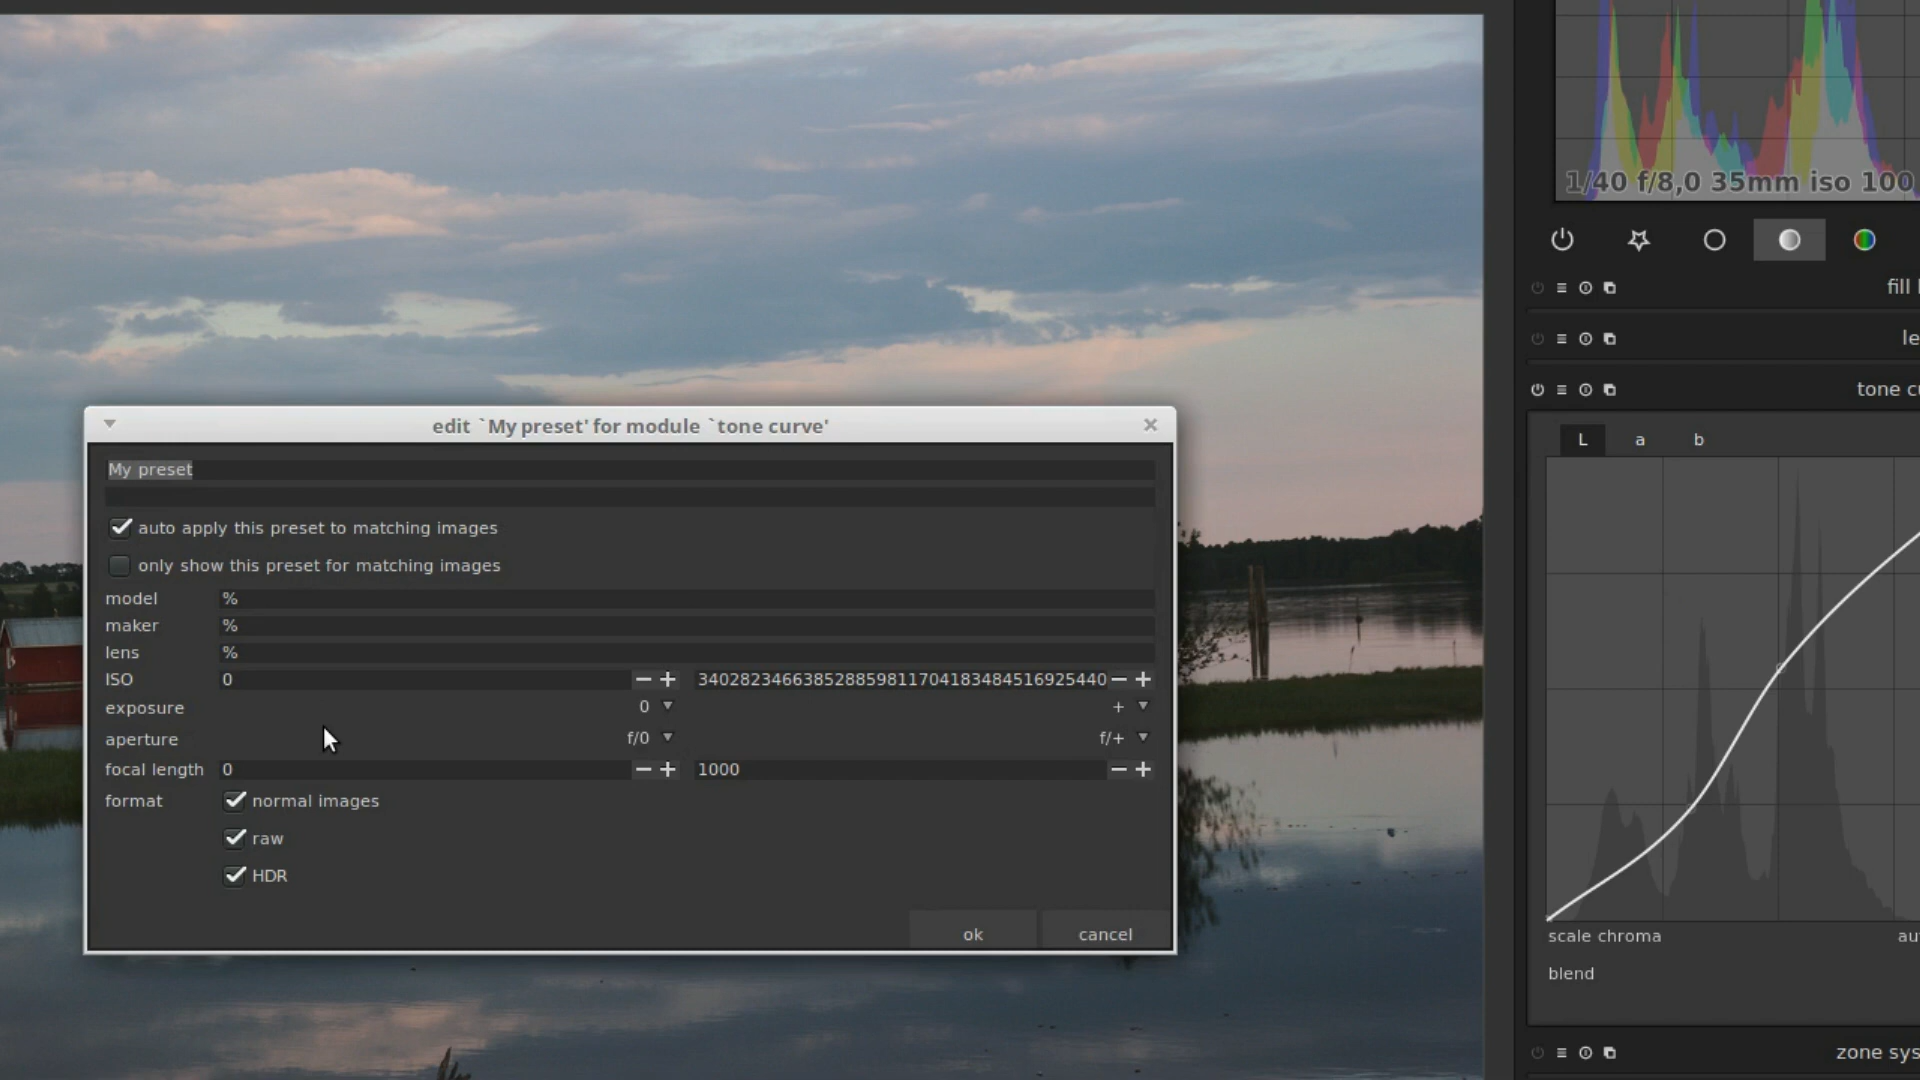 1/40 f/8,0 35mm iso 100
fill
le
tone cu
L a b
edit `My preset' for module `tone curve'
My preset
auto apply this preset to matching images
only show this preset for matching images
model %
maker %
lens %
ISO 0 34028234663852885981170418348451692544​0
exposure 0 +
aperture f/0 f/+
focal length 0 1000
format normal images
raw
HDR
ok cancel
scale chroma au
blend
zone sys